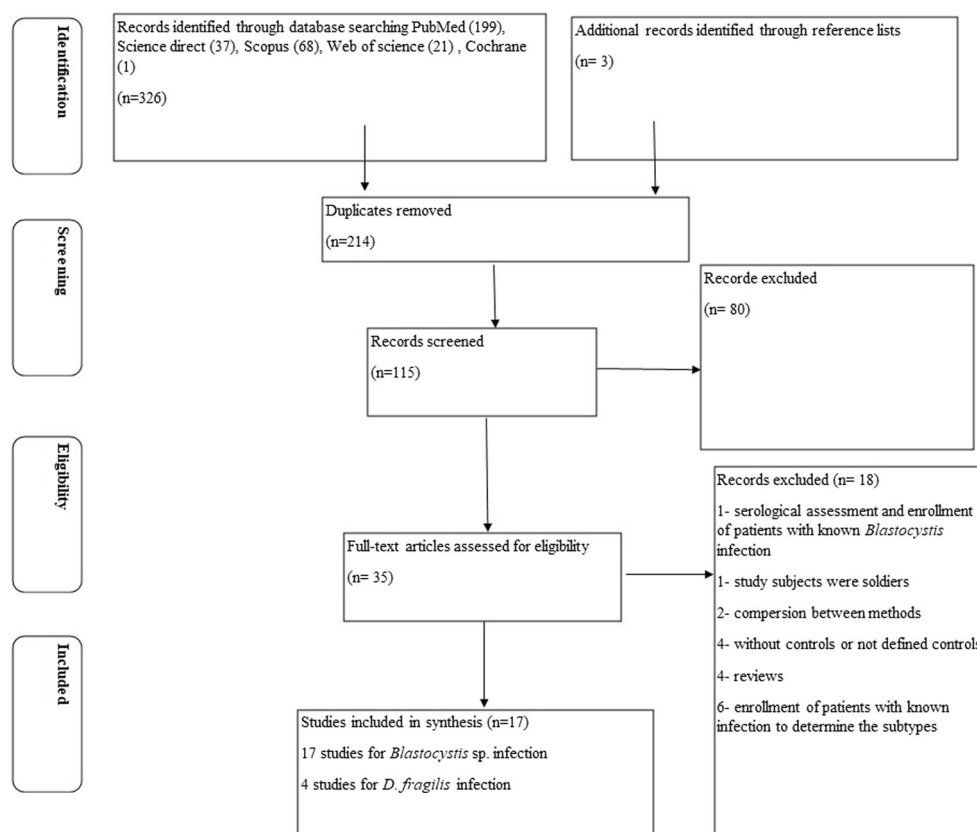 Identification
Records identified through database searching PubMed (199),
Science direct (37), Scopus (68), Web of science (21) , Cochrane
(1)
(n=326)
Additional records identified through reference lists
(n= 3)
Duplicates removed
(n=214)
Screening
Recorde excluded
(n= 80)
Records screened
(n=115)
Eligibility
Records excluded (n= 18)
1- serological assessment and enrollment
of patients with known Blastocystis
infection
1- study subjects were soldiers
2- compersion between methods
4- without controls or not defined controls
4- reviews
6- enrollment of patients with known
infection to determine the subtypes
Full-text articles assessed for eligibility
(n= 35)
Included
Studies included in synthesis (n=17)
17 studies for Blastocystis sp. infection
4 studies for D. fragilis infection